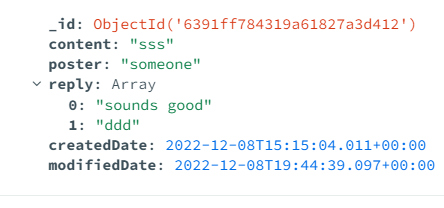 _id: ObjectId('6391ff784319a61827a3d412')
content: "sss"
poster: "someone"
reply: Array
0: "sounds good"
1: "ddd"
createdDate: 2022-12-08T15:15:04.011+00:00
modifiedDate: 2022-12-08T19:44:39.097+00:00